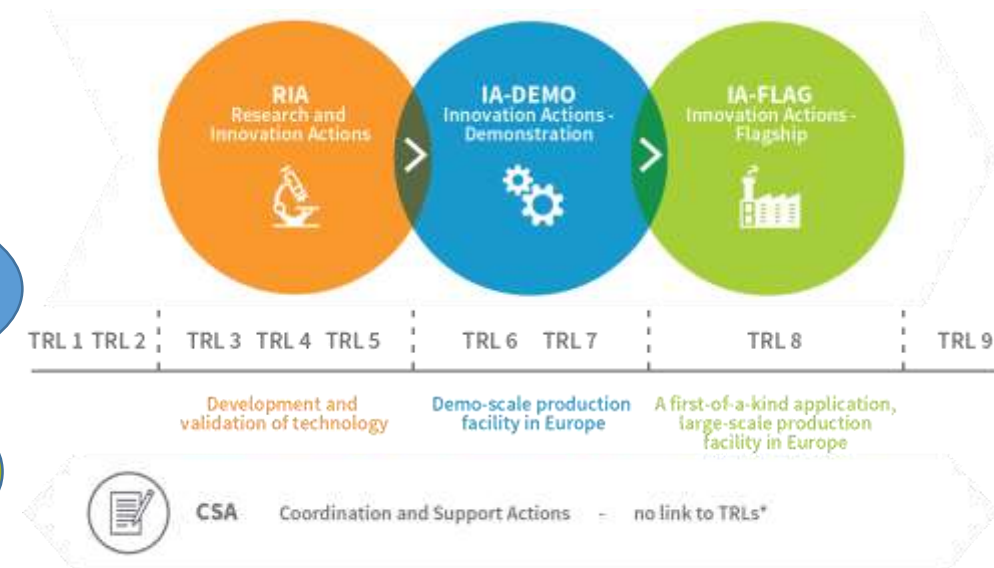 RIA
Research and
Innovation Actions
IA-DEMO
Innovation Actions -
Demonstration
IA-FLAG
Innovation Actions -
Flagship
TRL 1 TRL 2 TRL 3 TRL 4 TRL 5 TRL 6 TRL 7 TRL 8 TRL 9
Development and
validation of technology
Demo-scale production
facility in Europe
A first-of-a-kind application,
large-scale production
facility in Europe
CSA Coordination and Support Actions - no link to TRLs*